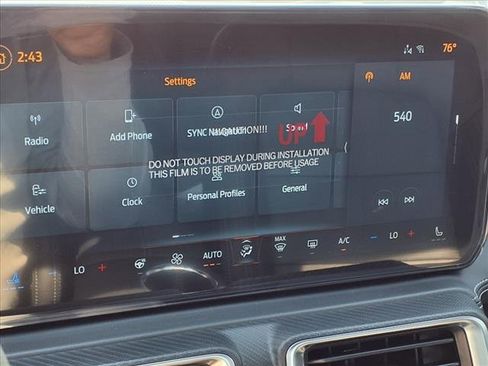 2:43
76°
Settings
AM
Radio
Add Phone
SYNC Navigation
Sound
540
CAUTION!!!
UP
DO NOT TOUCH DISPLAY DURING INSTALLATION
THIS FILM IS TO BE REMOVED BEFORE USAGE
Vehicle
Clock
Personal Profiles
General
LO +
AUTO
MAX
A/C
- LO +